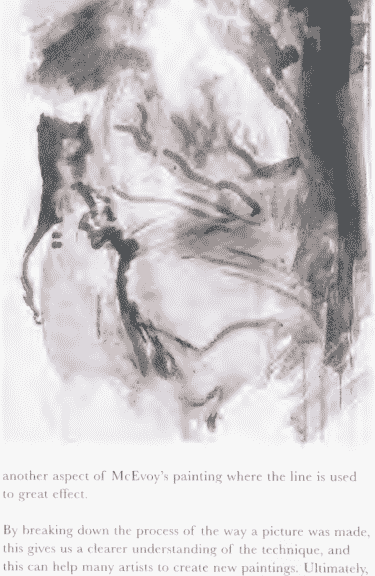 another aspect of McEvoy's painting where the line is used
to great effect.
By breaking down the process of the way a picture was made,
this gives us a clearer understanding of the technique, and
this can help many artists to create new paintings. Ultimately,